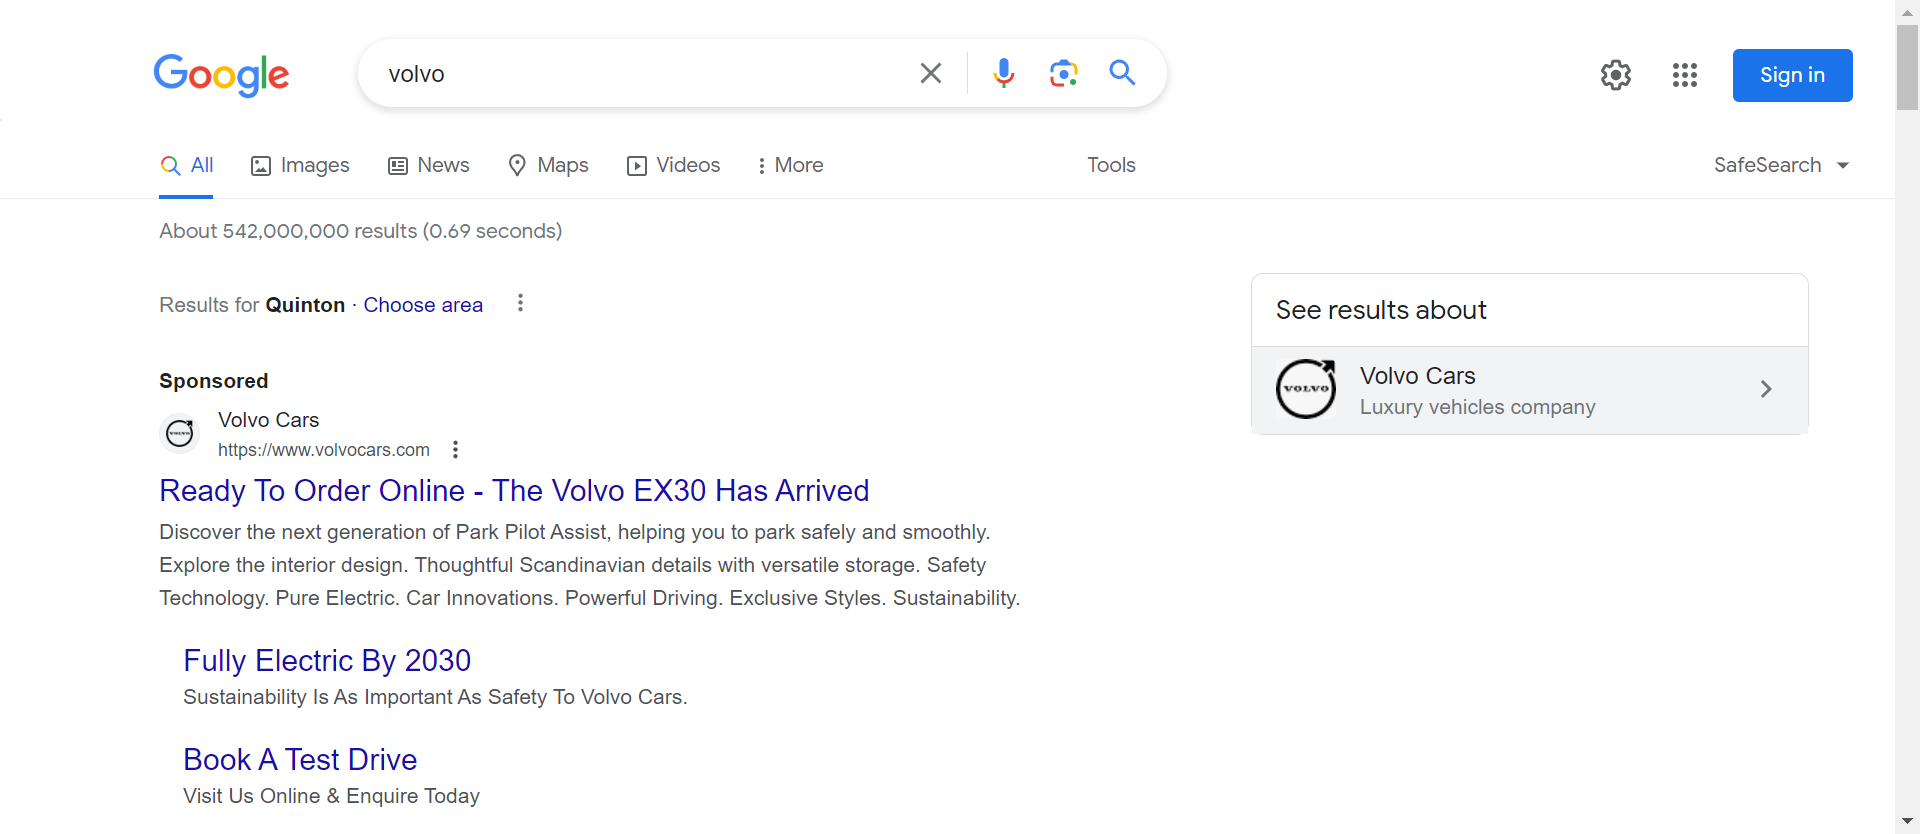 Google
volvo
Sign in
All Images News Maps Videos More Tools SafeSearch
About 542,000,000 results (0.69 seconds)
Results for Quinton · Choose area
See results about
VOLVO
Volvo Cars
Luxury vehicles company
Sponsored
VOLVO
Volvo Cars
https://www.volvocars.com
Ready To Order Online - The Volvo EX30 Has Arrived
Discover the next generation of Park Pilot Assist, helping you to park safely and smoothly.
Explore the interior design. Thoughtful Scandinavian details with versatile storage. Safety
Technology. Pure Electric. Car Innovations. Powerful Driving. Exclusive Styles. Sustainability.
Fully Electric By 2030
Sustainability Is As Important As Safety To Volvo Cars.
Book A Test Drive
Visit Us Online & Enquire Today